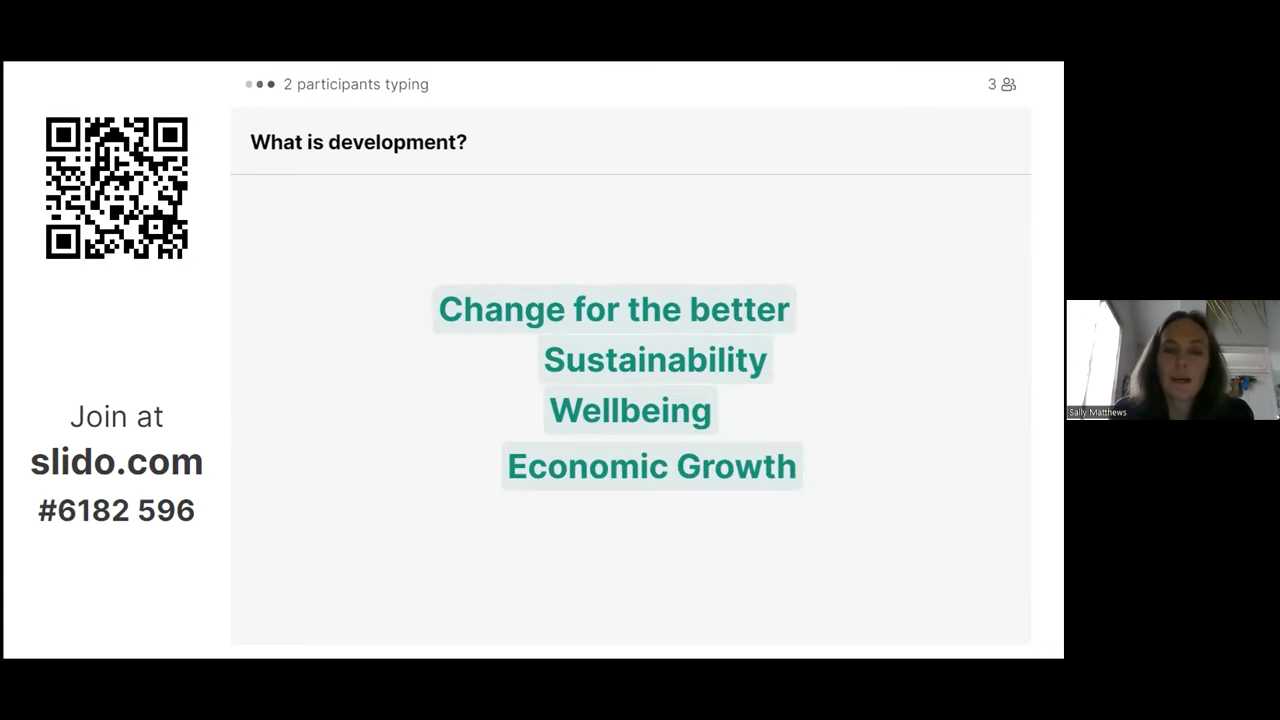 2 participants typing
3
What is development?
Change for the better
Sustainability
Wellbeing
Economic Growth
Join at
slido.com
#6182 596
Sally Matthews